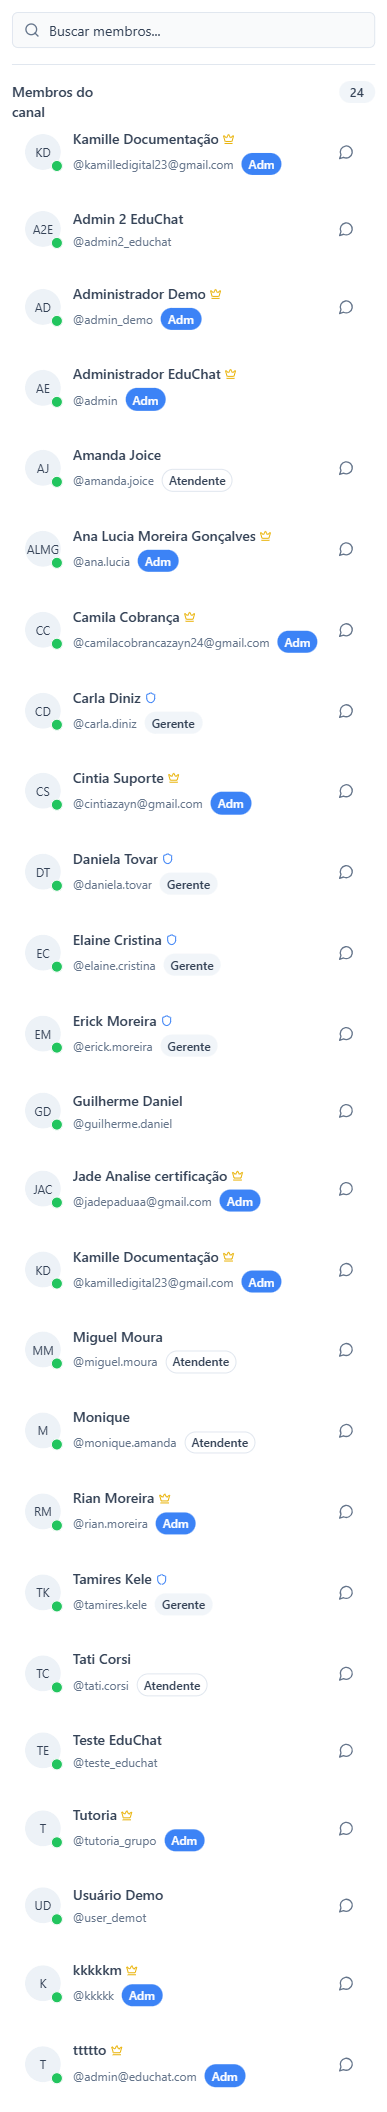 Buscar membros...
Membros do
canal
24
KD
Kamille Documentação
@kamilledigital23@gmail.com Adm
A2E
Admin 2 EduChat
@admin2_educhat
AD
Administrador Demo
@admin_demo Adm
AE
Administrador EduChat
@admin Adm
AJ
Amanda Joice
@amanda.joice Atendente
ALMG
Ana Lucia Moreira Gonçalves
@ana.lucia Adm
CC
Camila Cobrança
@camilacobrancazayn24@gmail.com Adm
CD
Carla Diniz
@carla.diniz Gerente
CS
Cintia Suporte
@cintiazayn@gmail.com Adm
DT
Daniela Tovar
@daniela.tovar Gerente
EC
Elaine Cristina
@elaine.cristina Gerente
EM
Erick Moreira
@erick.moreira Gerente
GD
Guilherme Daniel
@guilherme.daniel
JAC
Jade Analise certificação
@jadepaduaa@gmail.com Adm
KD
Kamille Documentação
@kamilledigital23@gmail.com Adm
MM
Miguel Moura
@miguel.moura Atendente
M
Monique
@monique.amanda Atendente
RM
Rian Moreira
@rian.moreira Adm
TK
Tamires Kele
@tamires.kele Gerente
TC
Tati Corsi
@tati.corsi Atendente
TE
Teste EduChat
@teste_educhat
T
Tutoria
@tutoria_grupo Adm
UD
Usuário Demo
@user_demot
K
kkkkkm
@kkkkk Adm
T
ttttto
@admin@educhat.com Adm